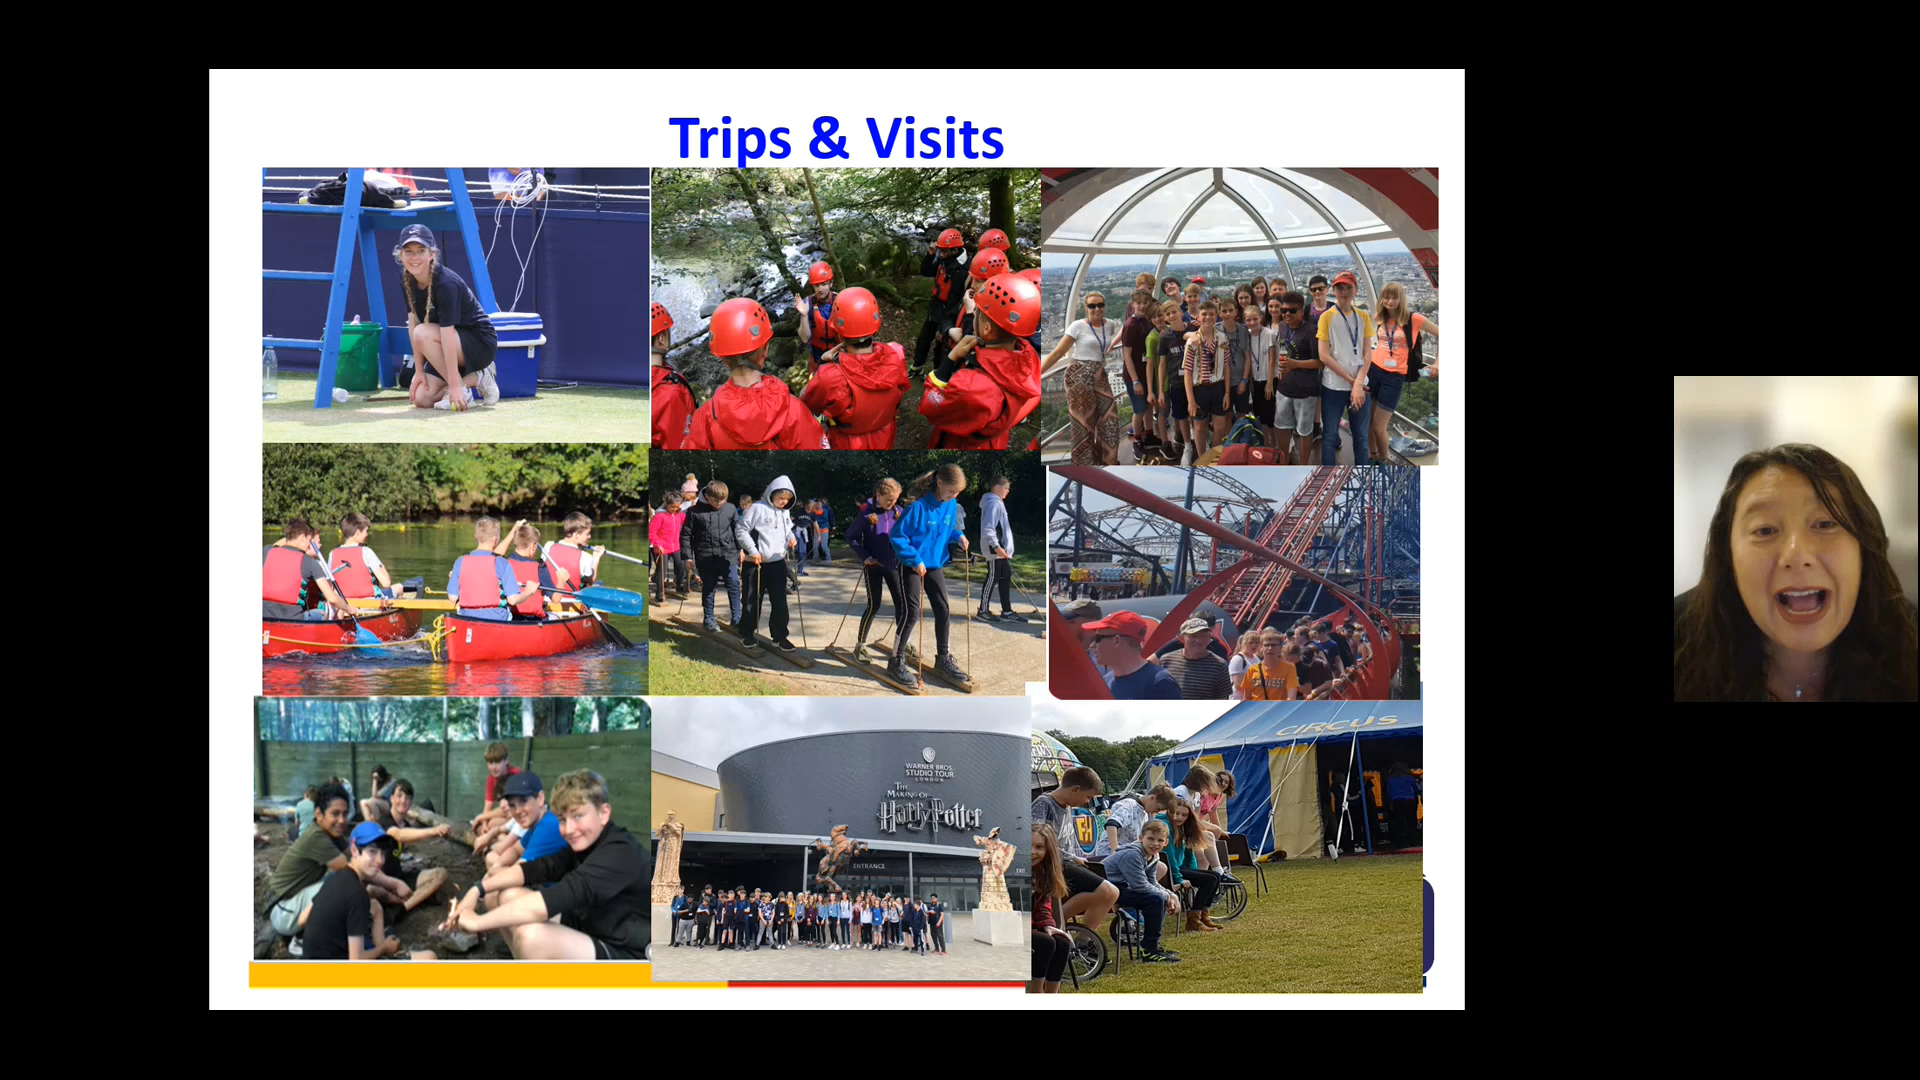 Trips & Visits
WARNER BROS.
STUDIO TOUR
LONDON
THE
MAKING OF
Harry Potter
ENTRANCE
CIRCUS